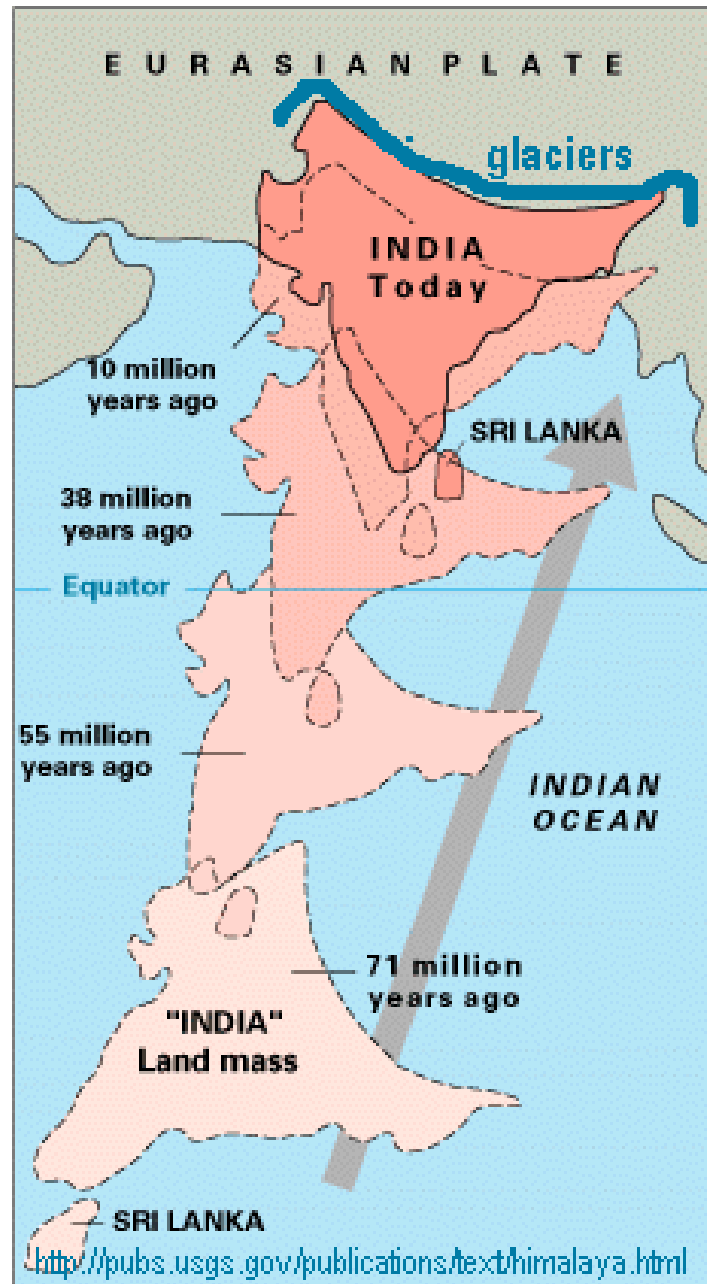 EURASIAN PLATE
glaciers
INDIA
Today
10 million
years ago
SRI LANKA
38 million
years ago
Equator
55 million
years ago
INDIAN
OCEAN
71 million
years ago
"INDIA"
Land mass
SRI LANKA
http://pubs.usgs.gov/publications/text/himalaya.html